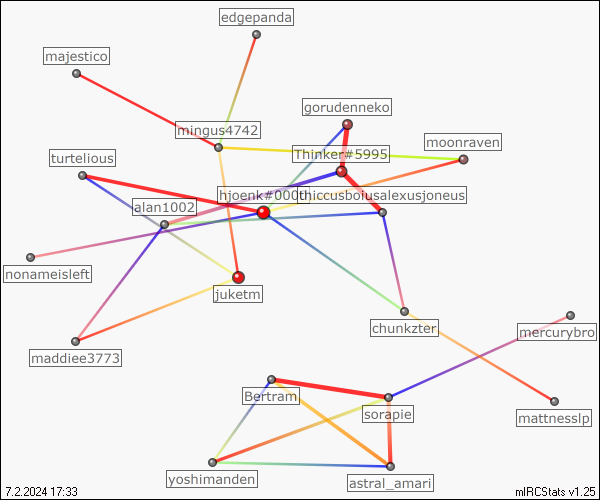 edgepanda
majestico
gorudenneko
mingus4742
moonraven
Thinker#5995
turtelious
hjoenk#0000
thiccusboiusalexusjoneus
alan1002
nonameisleft
juketm
chunkzter
mercurybro
maddiee3773
Bertram
sorapie
mattnesslp
yoshimanden
astral_amari
7.2.2024 17:33
mIRCStats v1.25